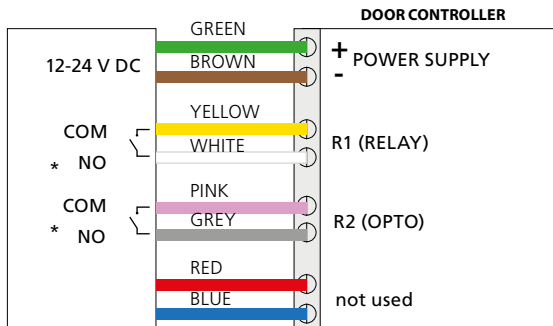 DOOR CONTROLLER
GREEN
12-24 V DC
BROWN
+ POWER SUPPLY
-
YELLOW
COM
WHITE
* NO
R1 (RELAY)
PINK
COM
GREY
* NO
R2 (OPTO)
RED
BLUE
not used